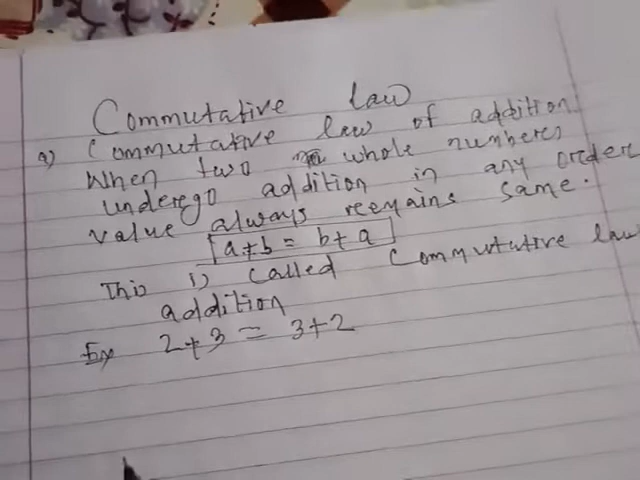 Commutative law
a) Commutative law of addition
When two whole numbers
undergo addition in any order
value always remains same.
a+b = b+a
This is called Commutative law
addition
Ex 2+3 = 3+2